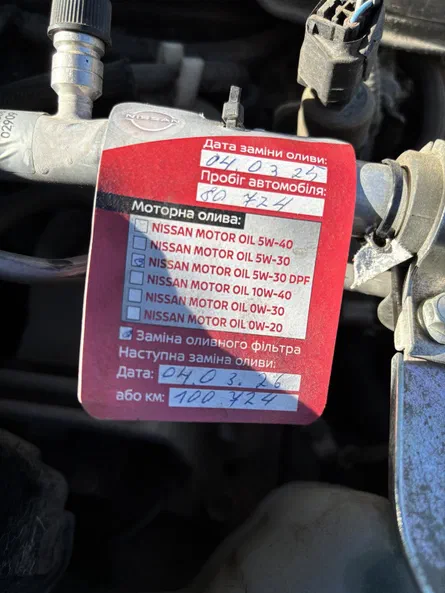 NISSAN
Дата заміни оливи:
04.03.25
Пробіг автомобіля:
80 724
Моторна олива:
NISSAN MOTOR OIL 5W-40
NISSAN MOTOR OIL 5W-30
NISSAN MOTOR OIL 5W-30 DPF
NISSAN MOTOR OIL 10W-40
NISSAN MOTOR OIL 0W-30
NISSAN MOTOR OIL 0W-20
Заміна оливного фільтра
Наступна заміна оливи:
Дата: 04.03.26
або км: 100 724